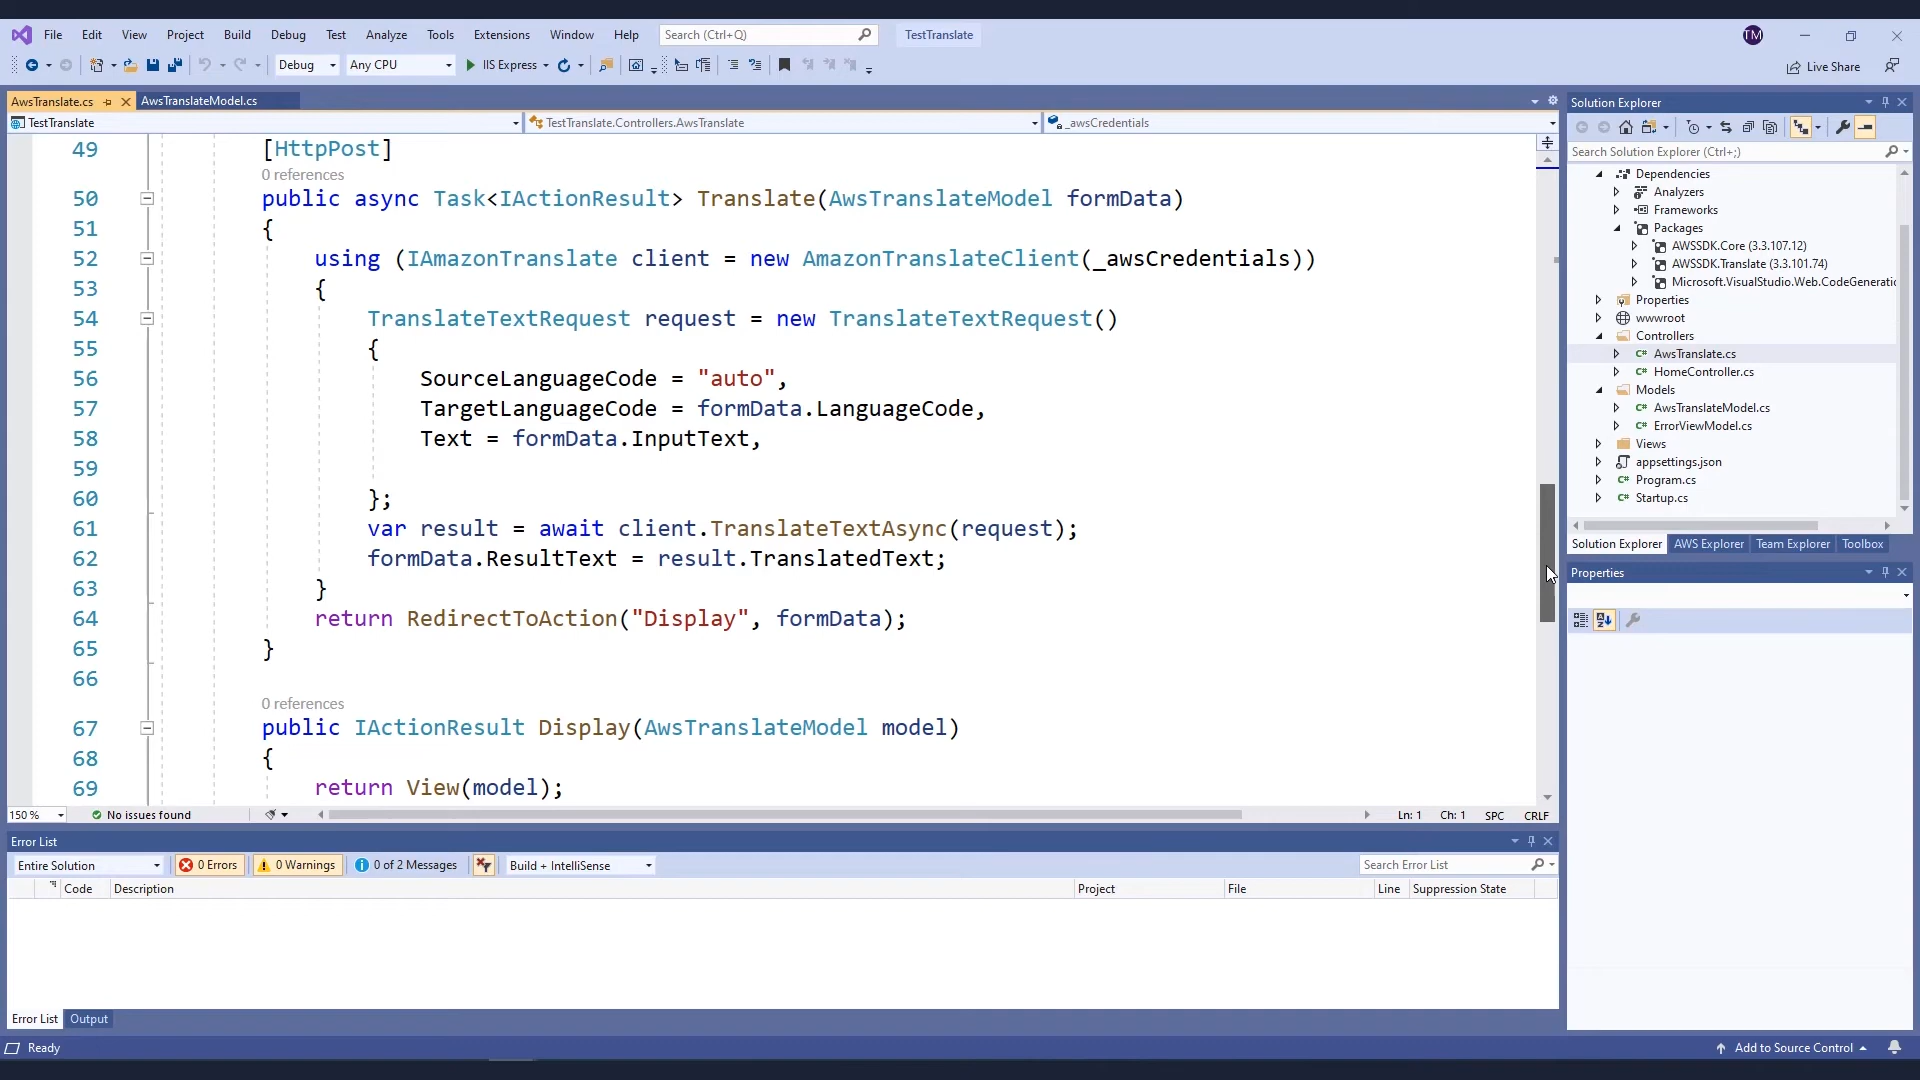 File Edit View Project Build Debug Test Analyze Tools Extensions Window Help Search (Ctrl+Q) TestTranslate TM
Debug Any CPU IIS Express Live Share
AwsTranslate.cs AwsTranslateModel.cs
TestTranslate TestTranslate.Controllers.AwsTranslate _awsCredentials
49 [HttpPost]
0 references
50 public async Task<IActionResult> Translate(AwsTranslateModel formData)
51 {
52 using (IAmazonTranslate client = new AmazonTranslateClient(_awsCredentials))
53 {
54 TranslateTextRequest request = new TranslateTextRequest()
55 {
56 SourceLanguageCode = "auto",
57 TargetLanguageCode = formData.LanguageCode,
58 Text = formData.InputText,
59
60 };
61 var result = await client.TranslateTextAsync(request);
62 formData.ResultText = result.TranslatedText;
63 }
64 return RedirectToAction("Display", formData);
65 }
66
0 references
67 public IActionResult Display(AwsTranslateModel model)
68 {
69 return View(model);
150 % No issues found Ln: 1 Ch: 1 SPC CRLF
Error List
Entire Solution 0 Errors 0 Warnings 0 of 2 Messages Build + IntelliSense Search Error List
Code Description Project File Line Suppression State
Error List Output
Ready Add to Source Control
Solution Explorer
Search Solution Explorer (Ctrl+;)
Dependencies
Analyzers
Frameworks
Packages
AWSSDK.Core (3.3.107.12)
AWSSDK.Translate (3.3.101.74)
Microsoft.VisualStudio.Web.CodeGeneratic
Properties
wwwroot
Controllers
C# AwsTranslate.cs
C# HomeController.cs
Models
C# AwsTranslateModel.cs
C# ErrorViewModel.cs
Views
appsettings.json
C# Program.cs
C# Startup.cs
Solution Explorer AWS Explorer Team Explorer Toolbox
Properties